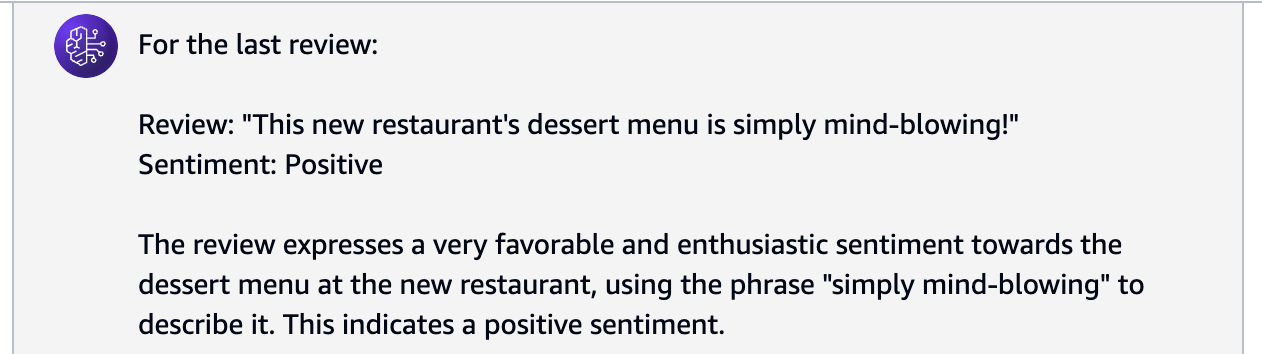 For the last review:
Review: "This new restaurant's dessert menu is simply mind-blowing!"
Sentiment: Positive
The review expresses a very favorable and enthusiastic sentiment towards the
dessert menu at the new restaurant, using the phrase "simply mind-blowing" to
describe it. This indicates a positive sentiment.